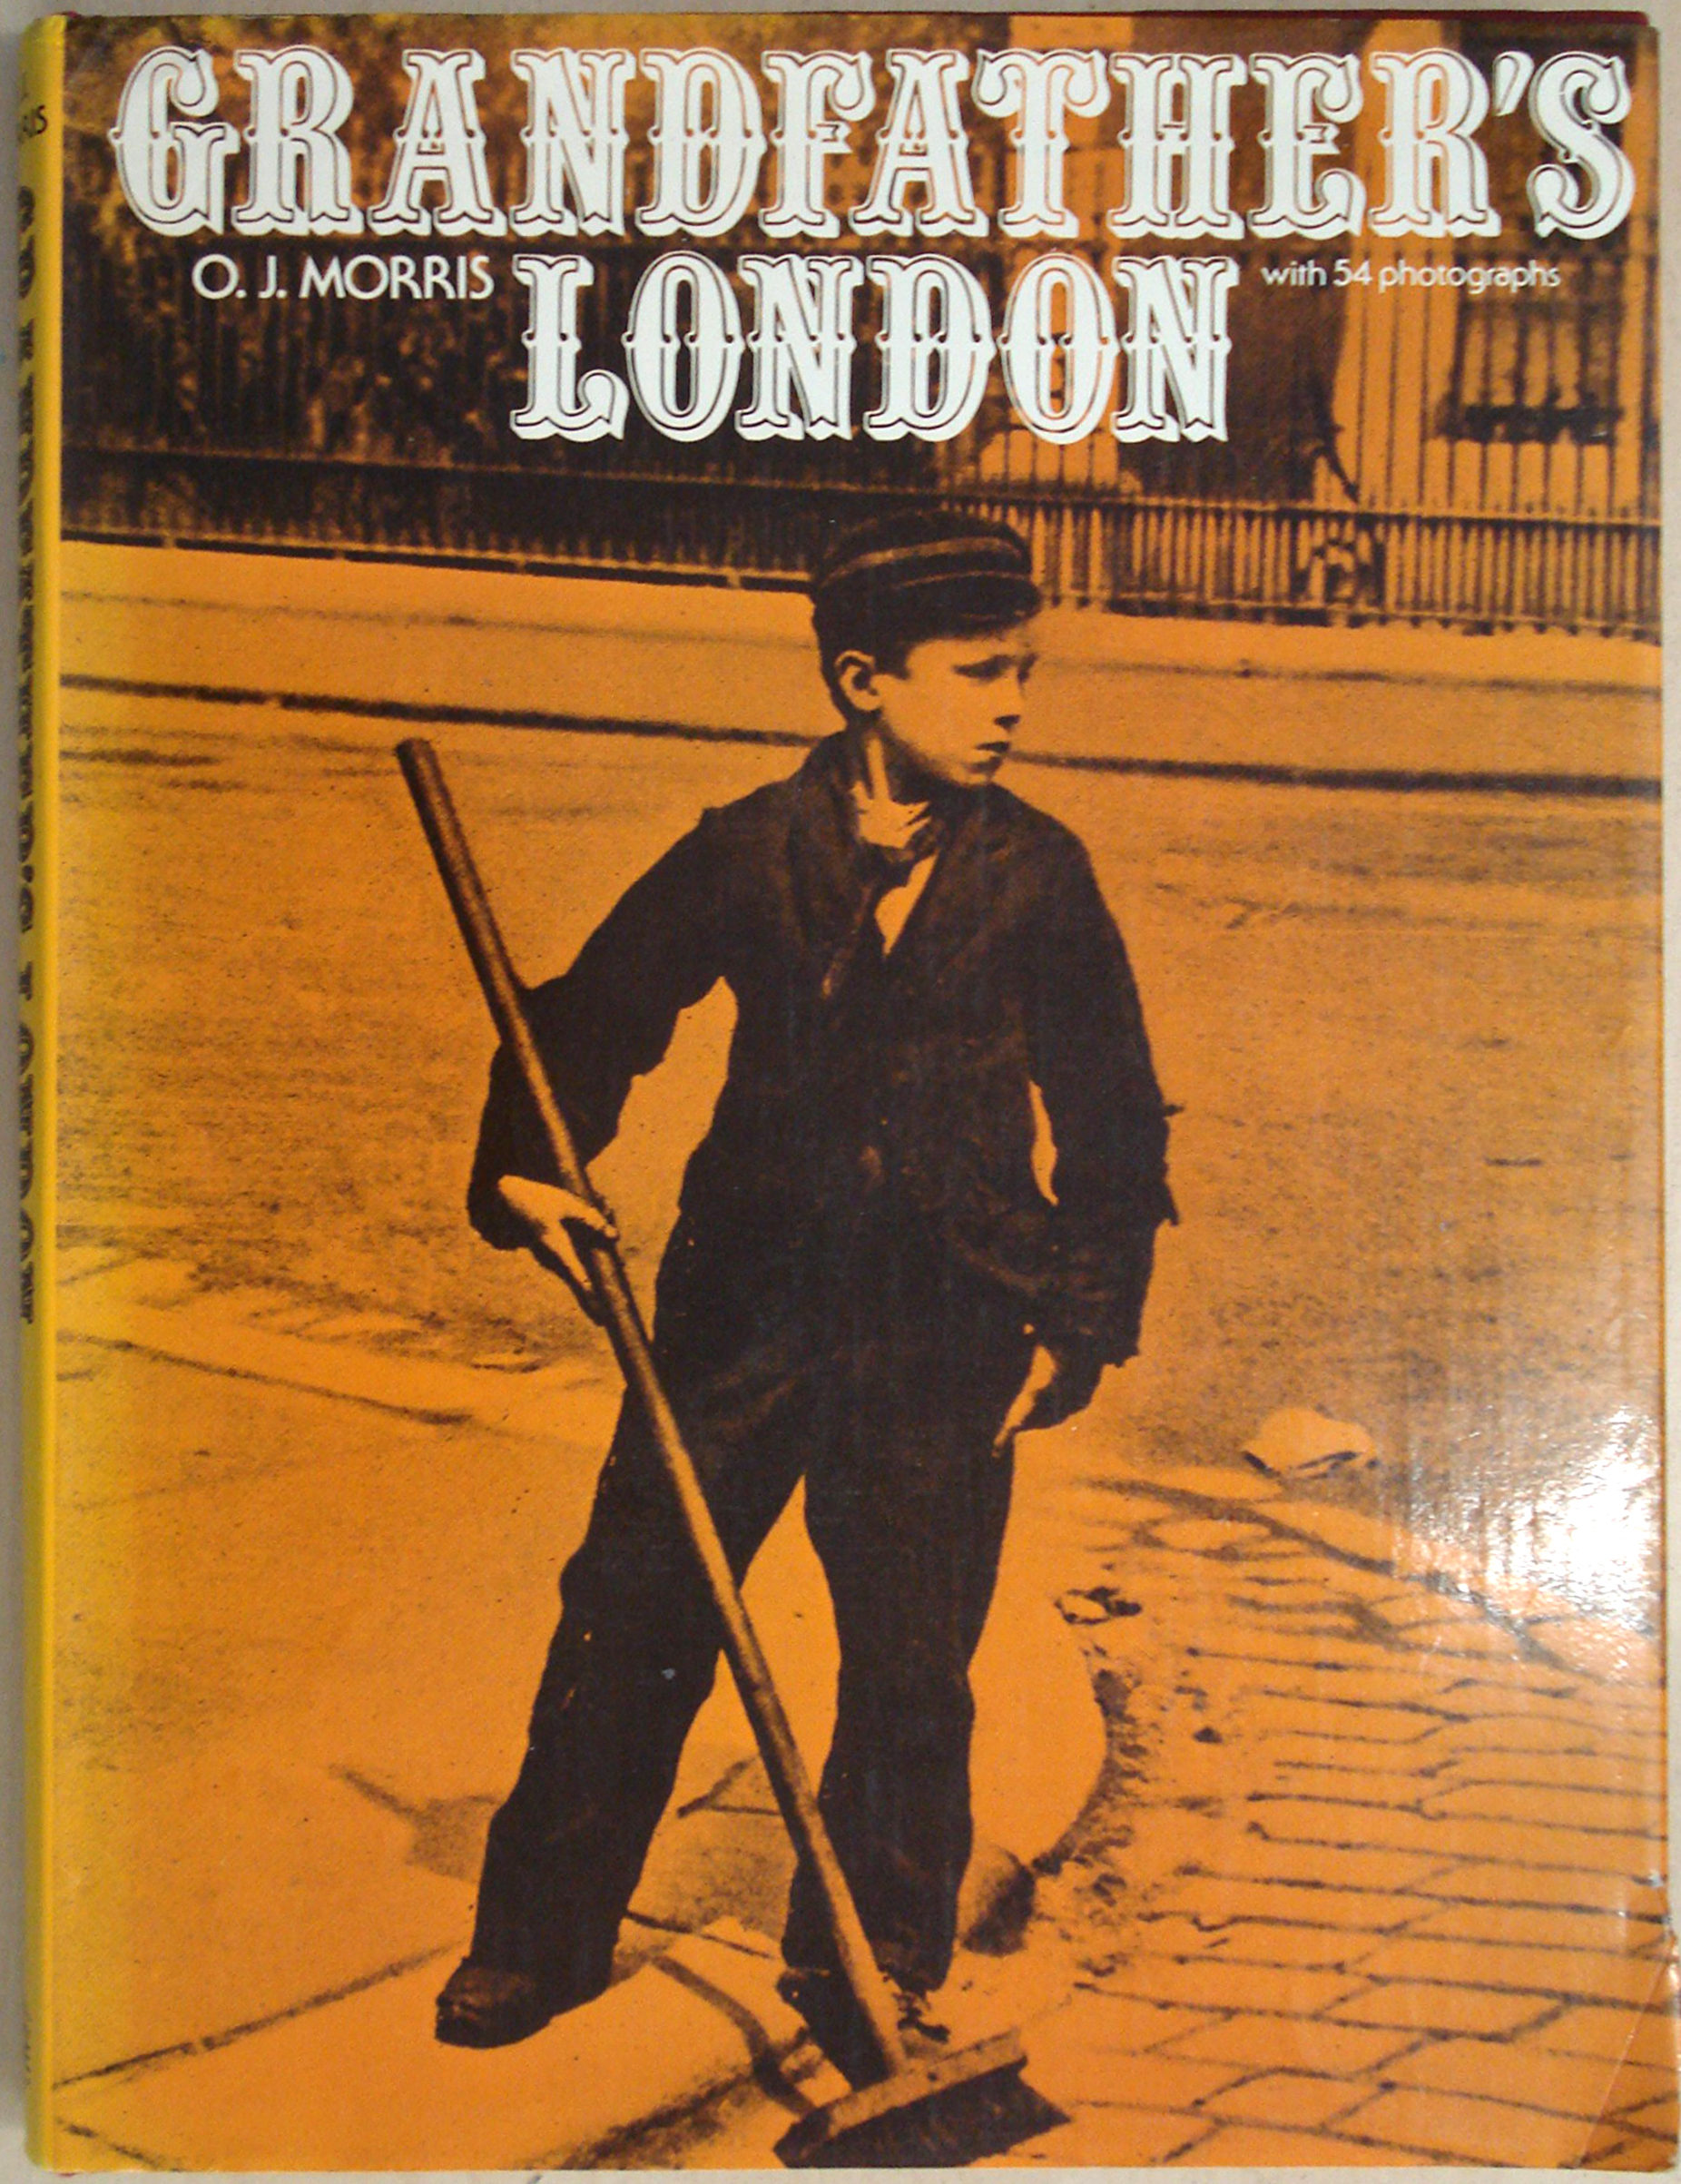 GRANDFATHER'S
O. J. MORRIS LONDON with 54 photographs